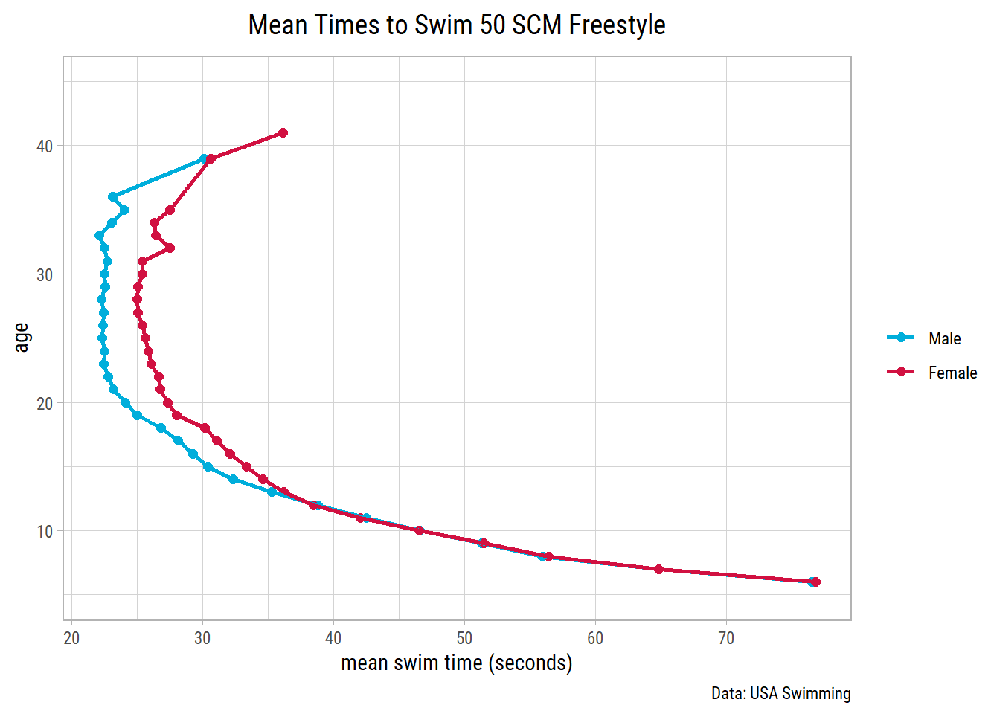 Mean Times to Swim 50 SCM Freestyle
40
30
20
10
age
20 30 40 50 60 70
mean swim time (seconds)
Male
Female
Data: USA Swimming